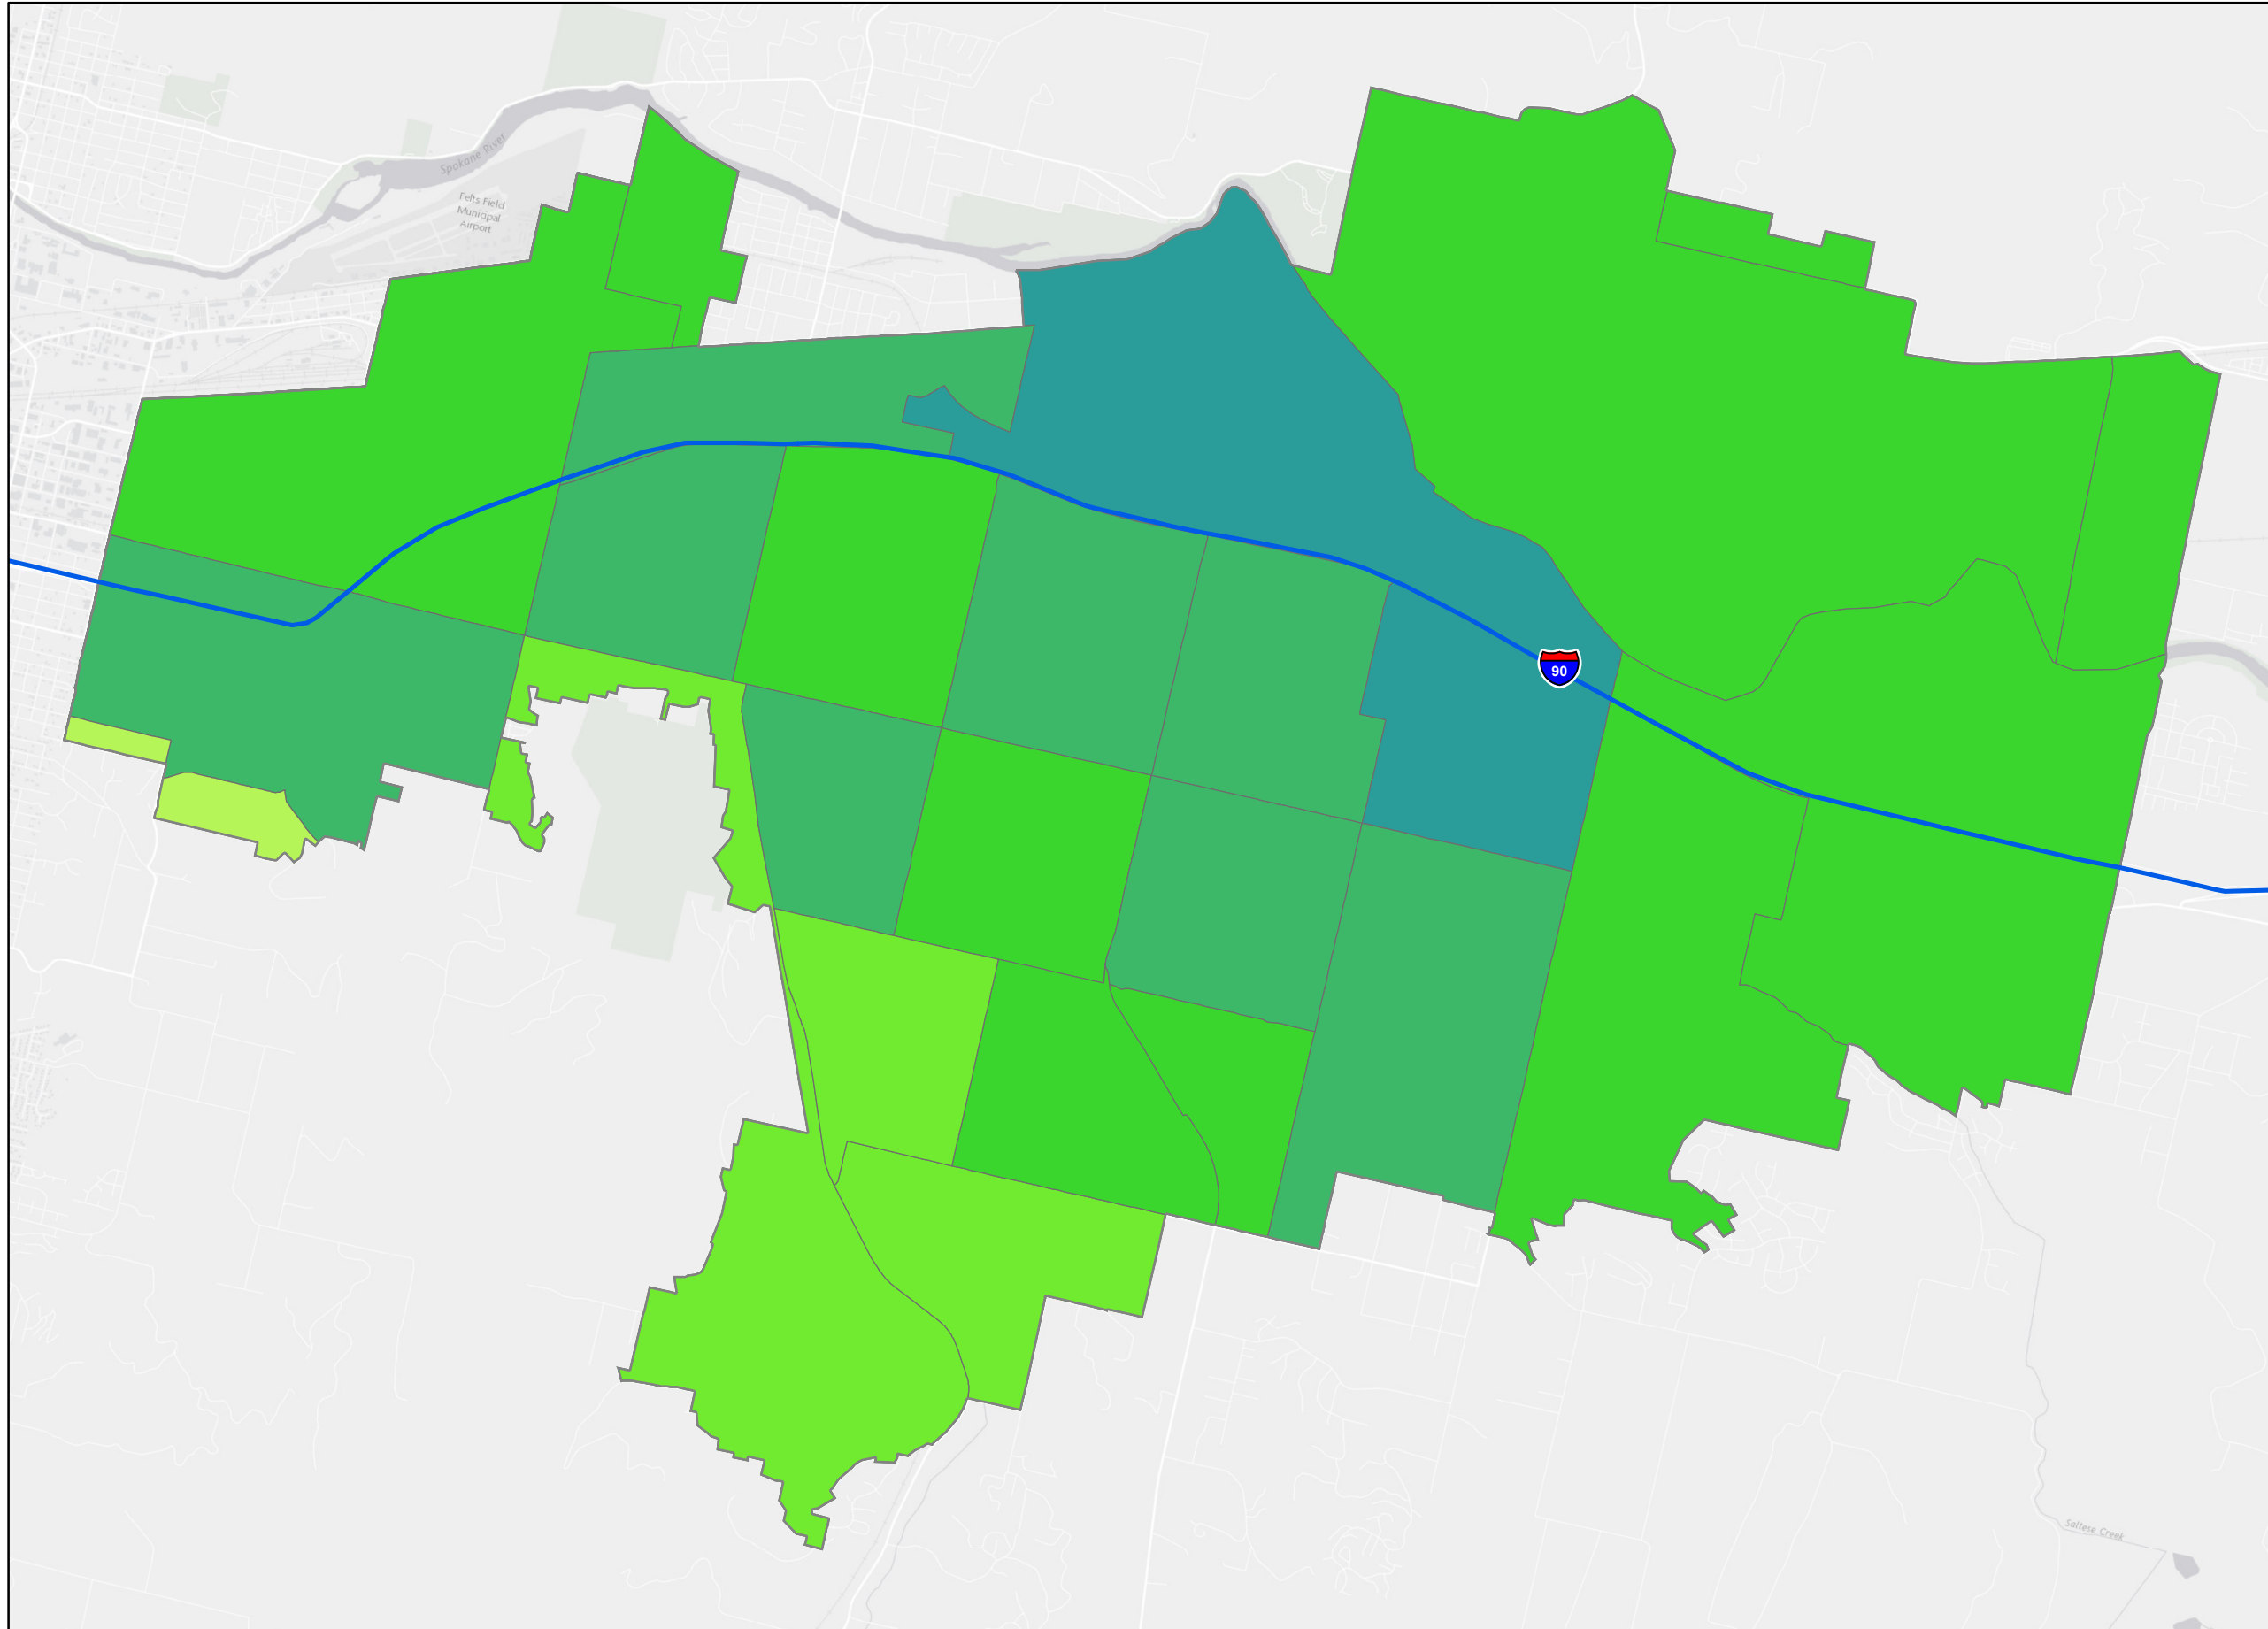 Spokane River
Felts Field
Municipal
Airport
90
Saltese Creek